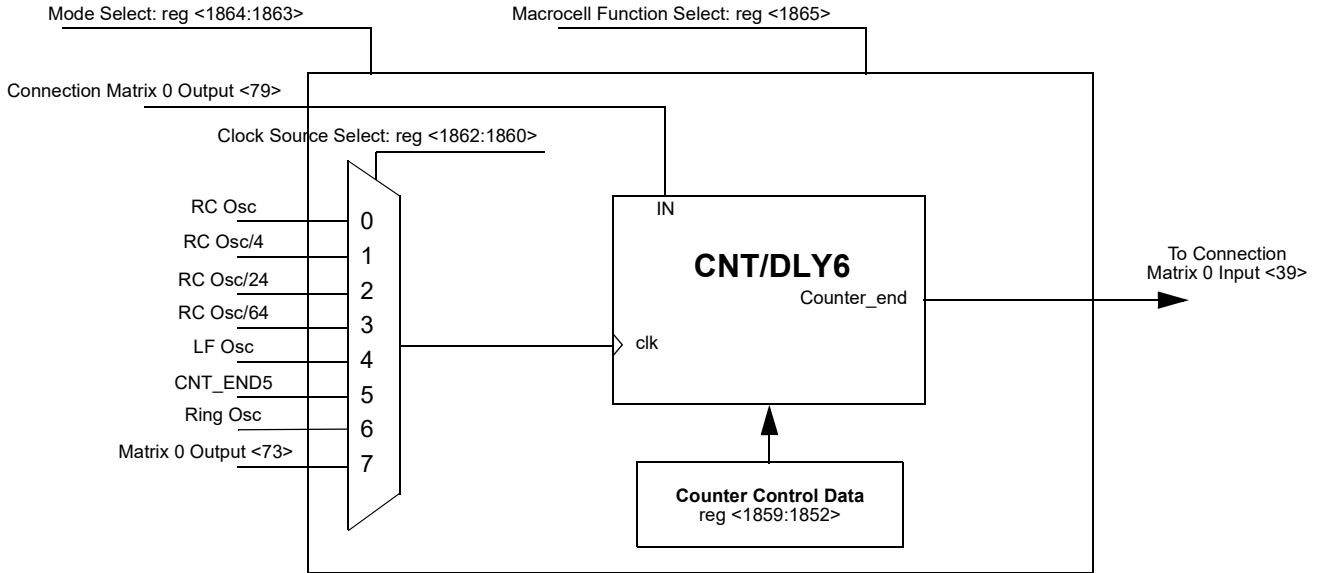 Mode Select: reg <1864:1863>
Macrocell Function Select: reg <1865>
Connection Matrix 0 Output <79>
Clock Source Select: reg <1862:1860>
RC Osc
0
RC Osc/4
1
RC Osc/24
2
RC Osc/64
3
LF Osc
4
CNT_END5
5
Ring Osc
6
Matrix 0 Output <73>
7
IN
CNT/DLY6
Counter_end
clk
To Connection
Matrix 0 Input <39>
Counter Control Data
reg <1859:1852>